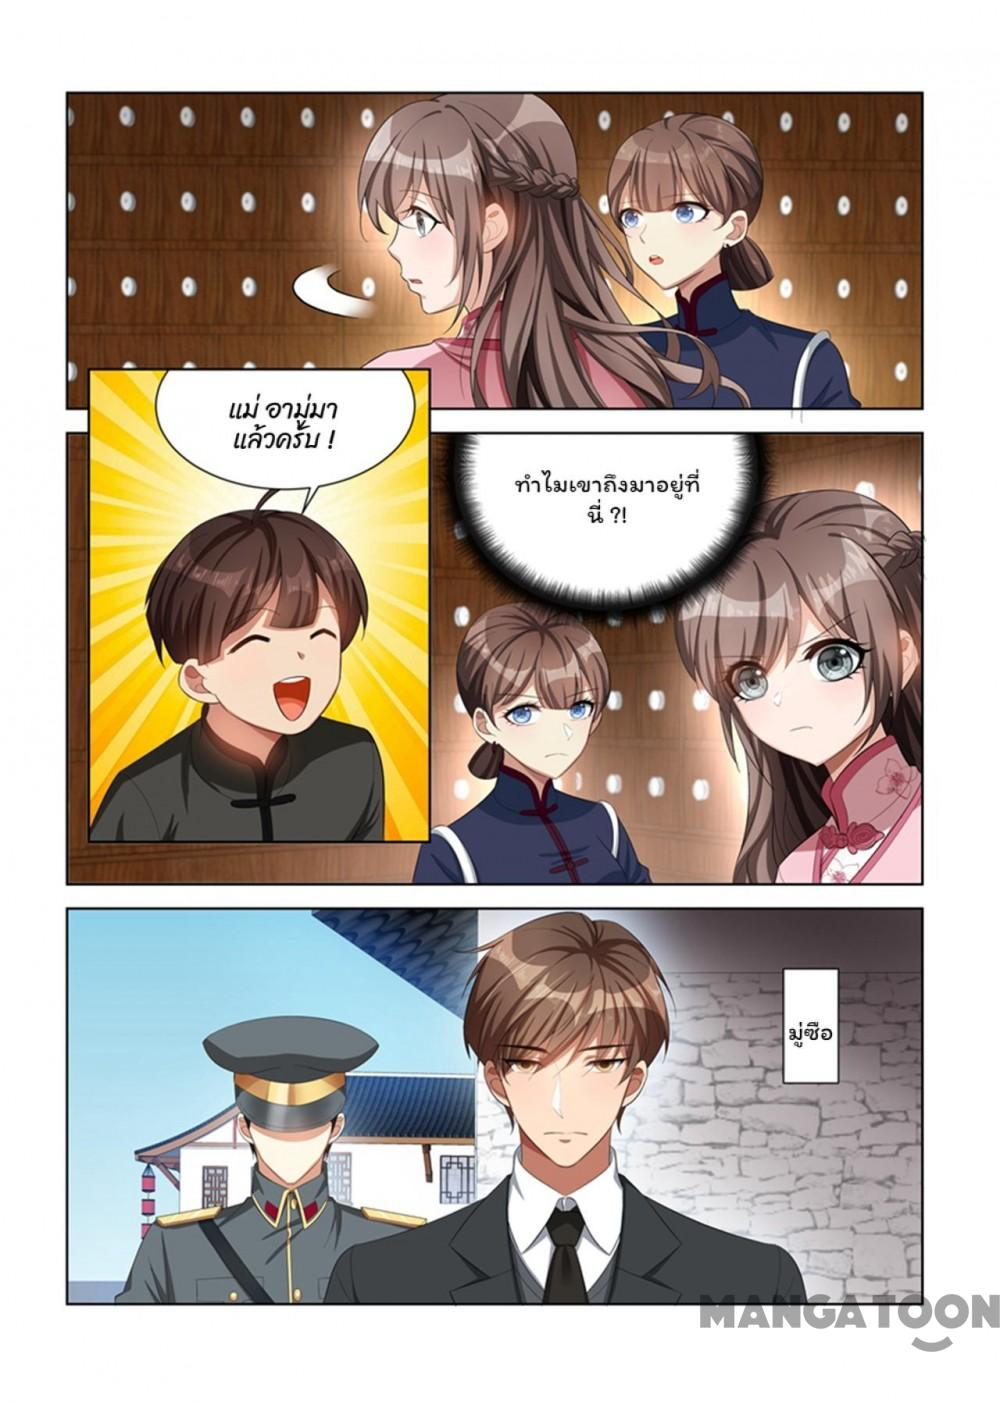 แม่ อามู่มา
แล้วครับ !
ทำไมเขาถึงมาอยู่ที่
นี่ ?!
มู่ซือ
MANGATOON